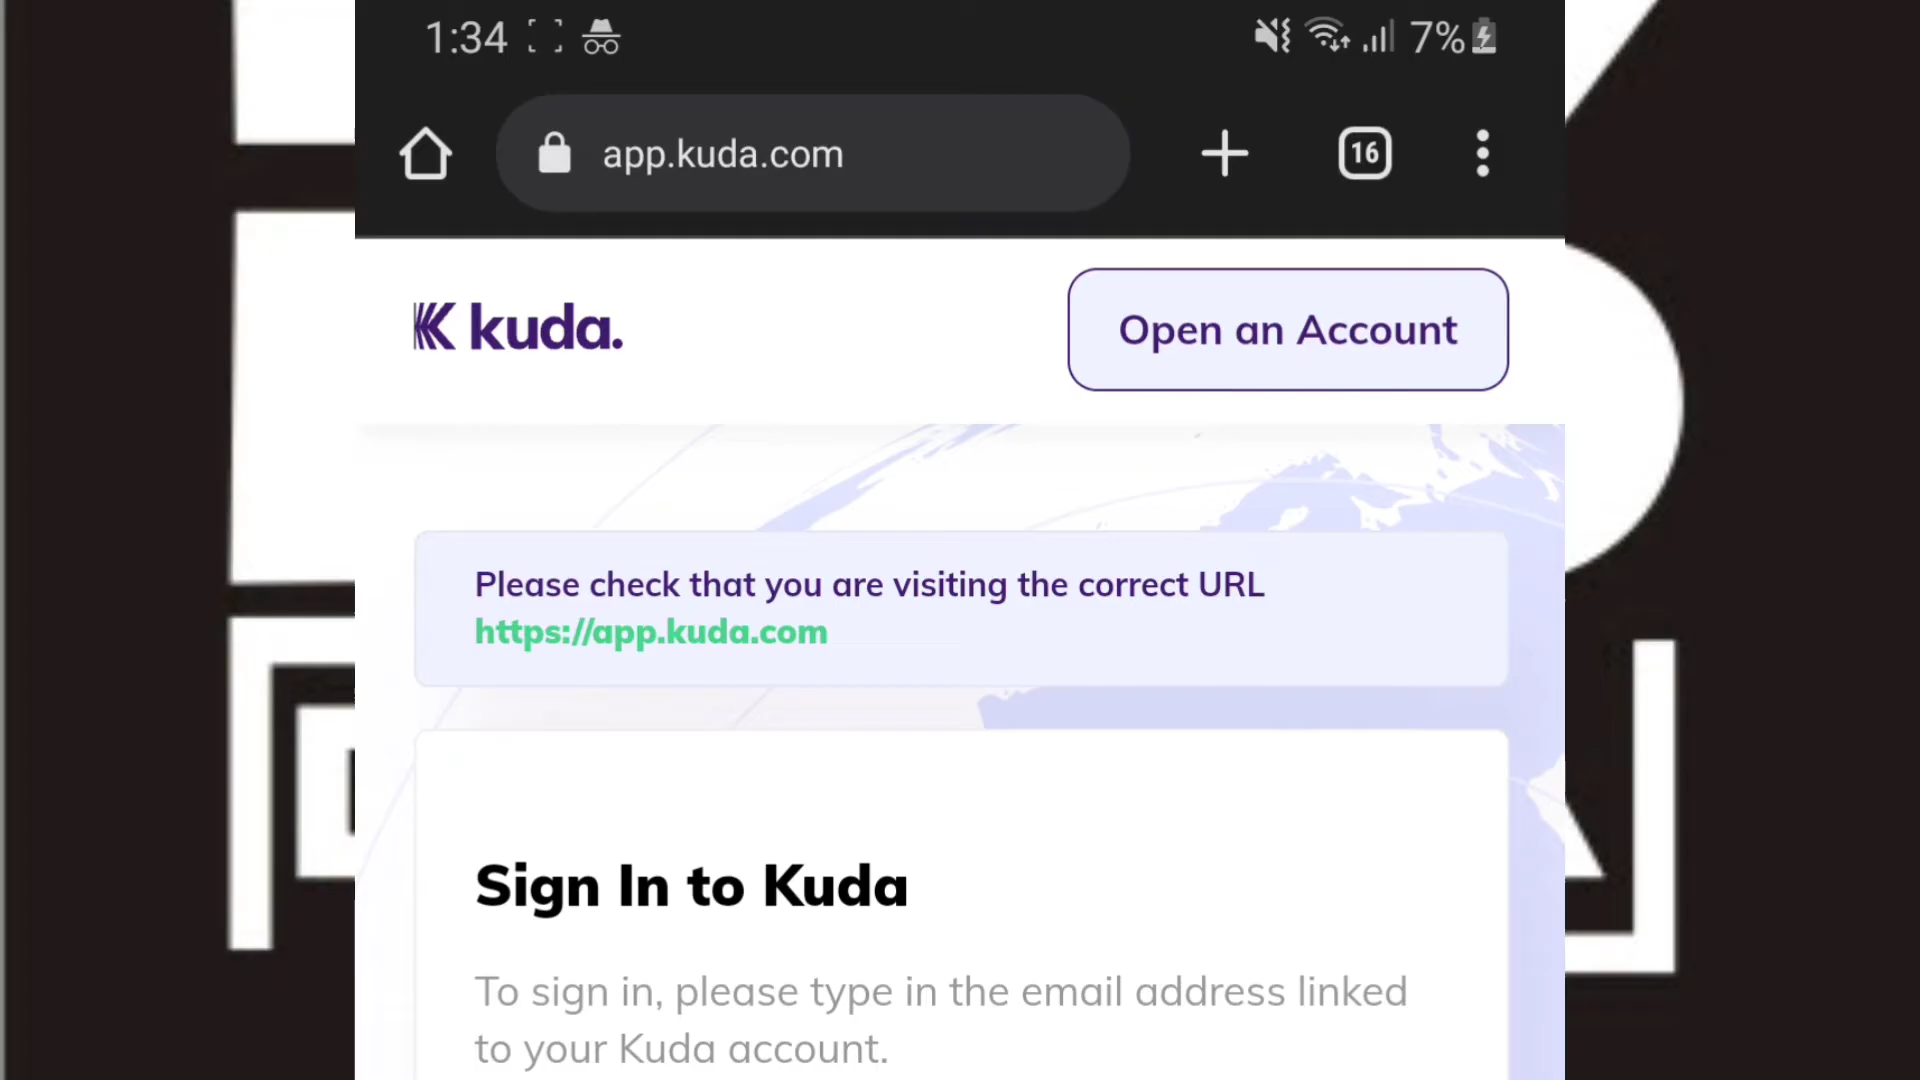 1:34
7%
app.kuda.com
16
kuda.
Open an Account
Please check that you are visiting the correct URL
https://app.kuda.com
Sign In to Kuda
To sign in, please type in the email address linked
to your Kuda account.